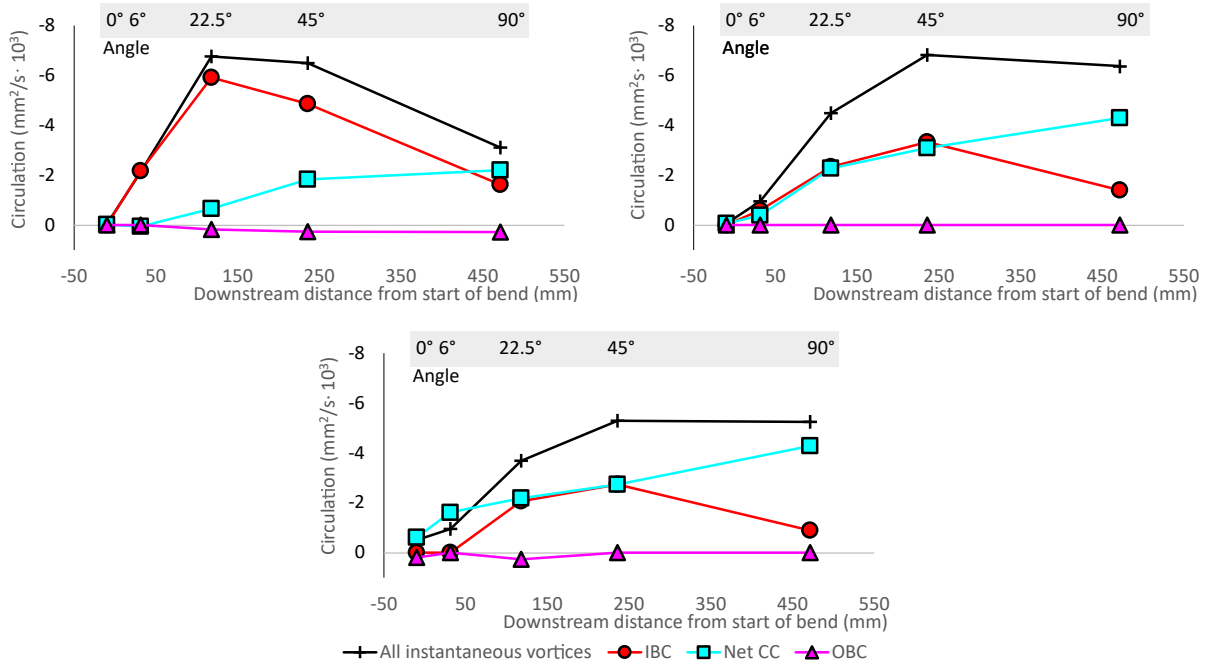 0° 6° 22.5° 45° 90°
Angle
Circulation (mm²/s· 10³)
-8
-6
-4
-2
0
-50 50 150 250 350 450 550
Downstream distance from start of bend (mm)
0° 6° 22.5° 45° 90°
Angle
Circulation (mm²s· 10³)
-8
-6
-4
-2
0
-50 50 150 250 350 450 550
Downstream distance from start of bend (mm)
0° 6° 22.5° 45° 90°
Angle
Circulation (mm²/s· 10³)
-8
-6
-4
-2
0
-50 50 150 250 350 450 550
Downstream distance from start of bend (mm)
All instantaneous vortices IBC Net CC OBC